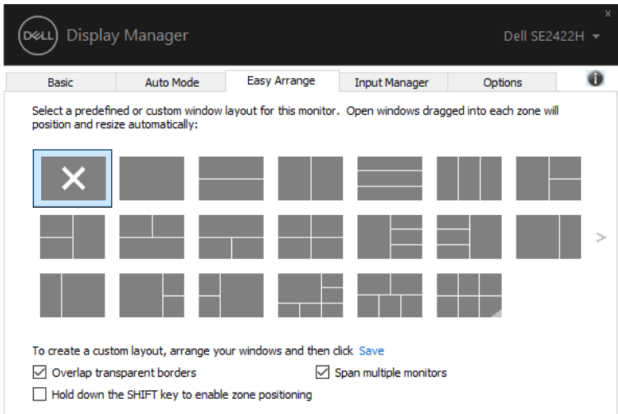 x
DELL Display Manager
Dell SE2422H
Basic Auto Mode Easy Arrange Input Manager Options
Select a predefined or custom window layout for this monitor. Open windows dragged into each zone will
position and resize automatically:
To create a custom layout, arrange your windows and then click Save
Overlap transparent borders Span multiple monitors
Hold down the SHIFT key to enable zone positioning